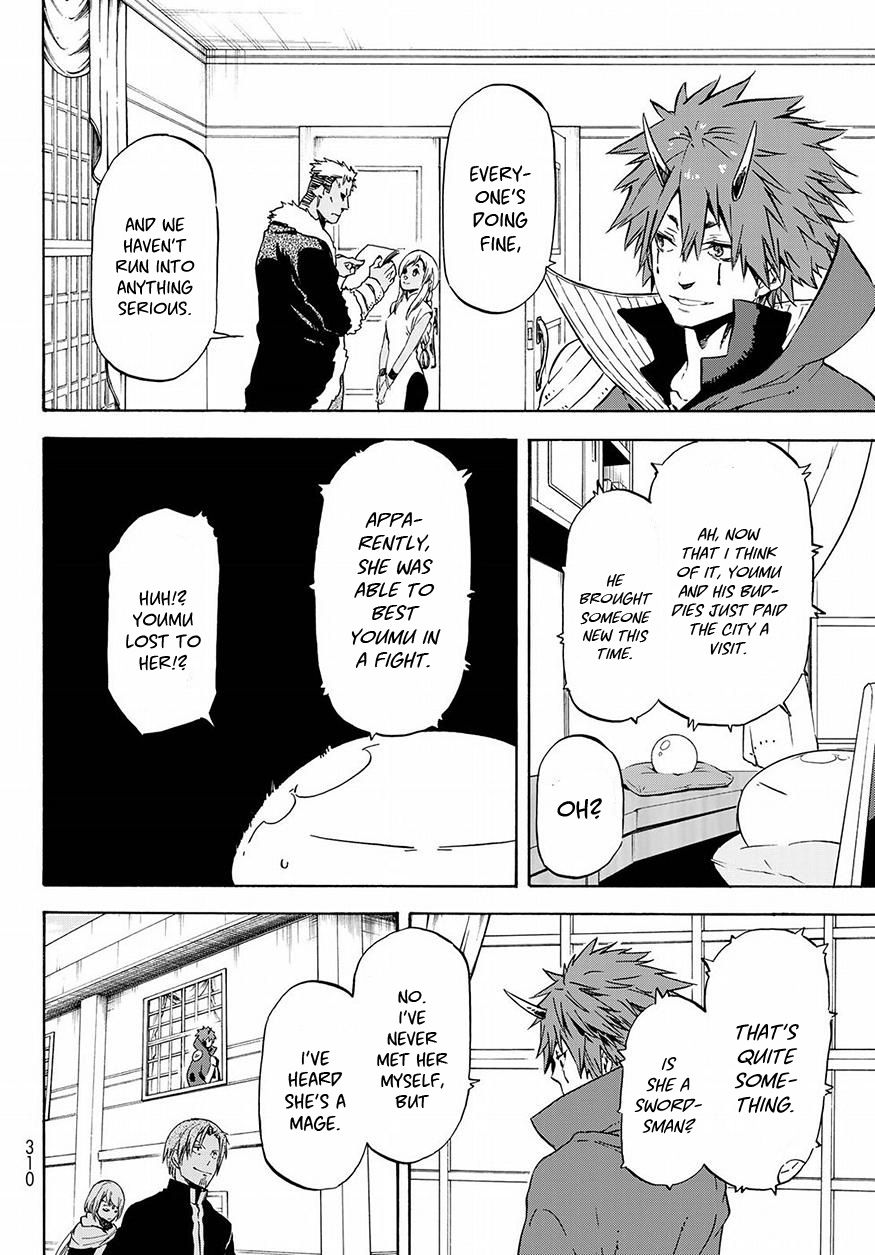 EVERY-
ONE'S
DOING
FINE,
AND WE
HAVEN'T
RUN INTO
ANYTHING
SERIOUS.
AH, NOW
THAT I THINK
OF IT, YOUMU
AND HIS BUD-
DIES JUST PAID
THE CITY A
VISIT.
HE
BROUGHT
SOMEONE
NEW THIS
TIME.
OH?
APPA-
RENTLY,
SHE WAS
ABLE TO
BEST
YOUMU IN
A FIGHT.
HUH!?
YOUMU
LOST TO
HER!?
THAT'S
QUITE
SOME-
THING.
IS
SHE A
SWORD-
SMAN?
NO.
I'VE
NEVER
MET HER
MYSELF,
BUT
I'VE
HEARD
SHE'S A
MAGE.
310